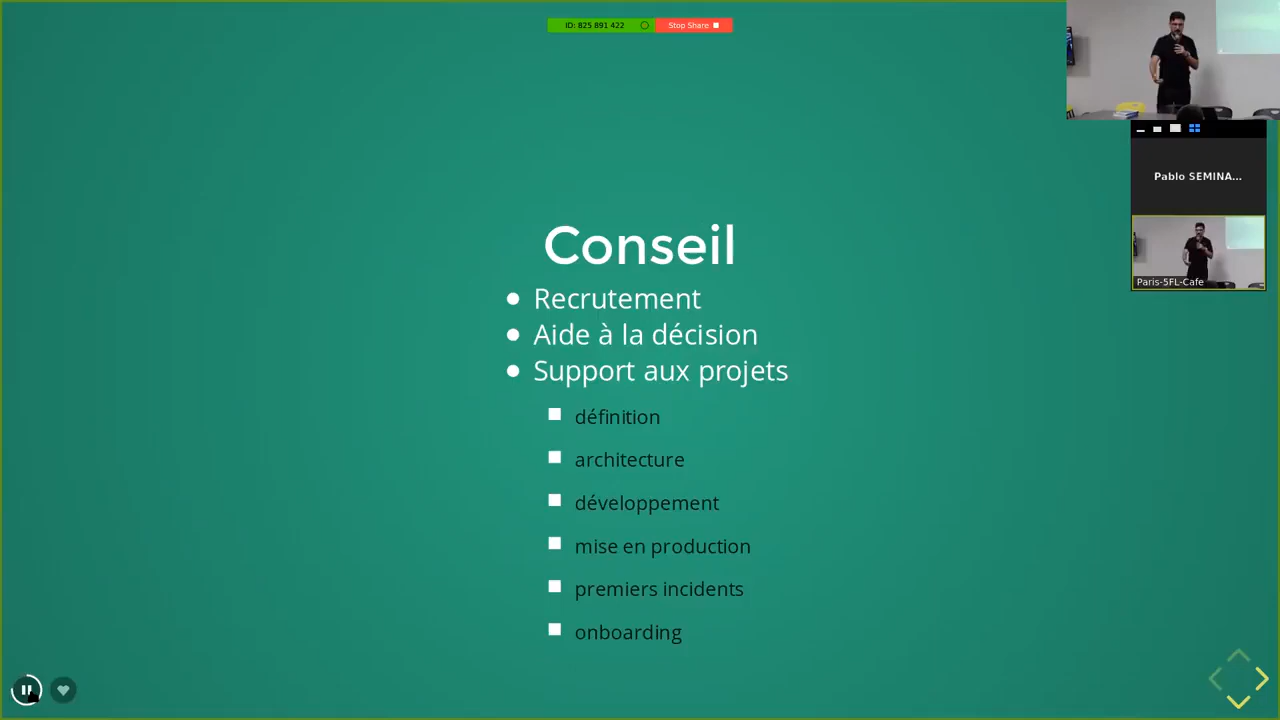 ID: 825 891 422
Stop Share
Pablo SEMINA...
Paris-5FL-Cafe
Conseil
Recrutement
Aide à la décision
Support aux projets
définition
architecture
développement
mise en production
premiers incidents
onboarding